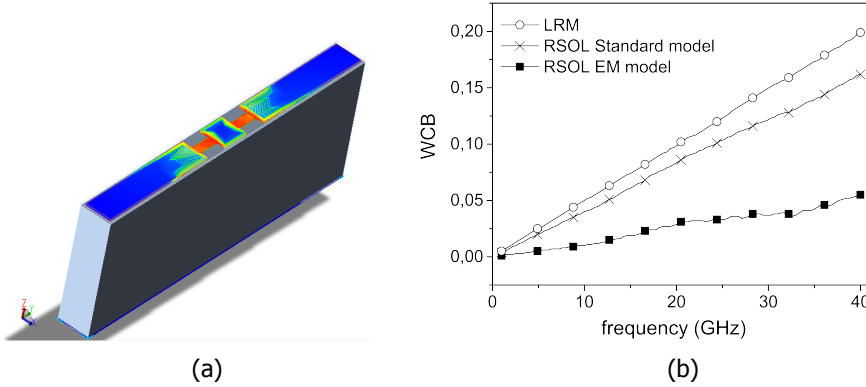 Z
Y
X
(a)
LRM
RSOL Standard model
RSOL EM model
WCB
0,20
0,15
0,10
0,05
0,00
0 10 20 30 40
frequency (GHz)
(b)